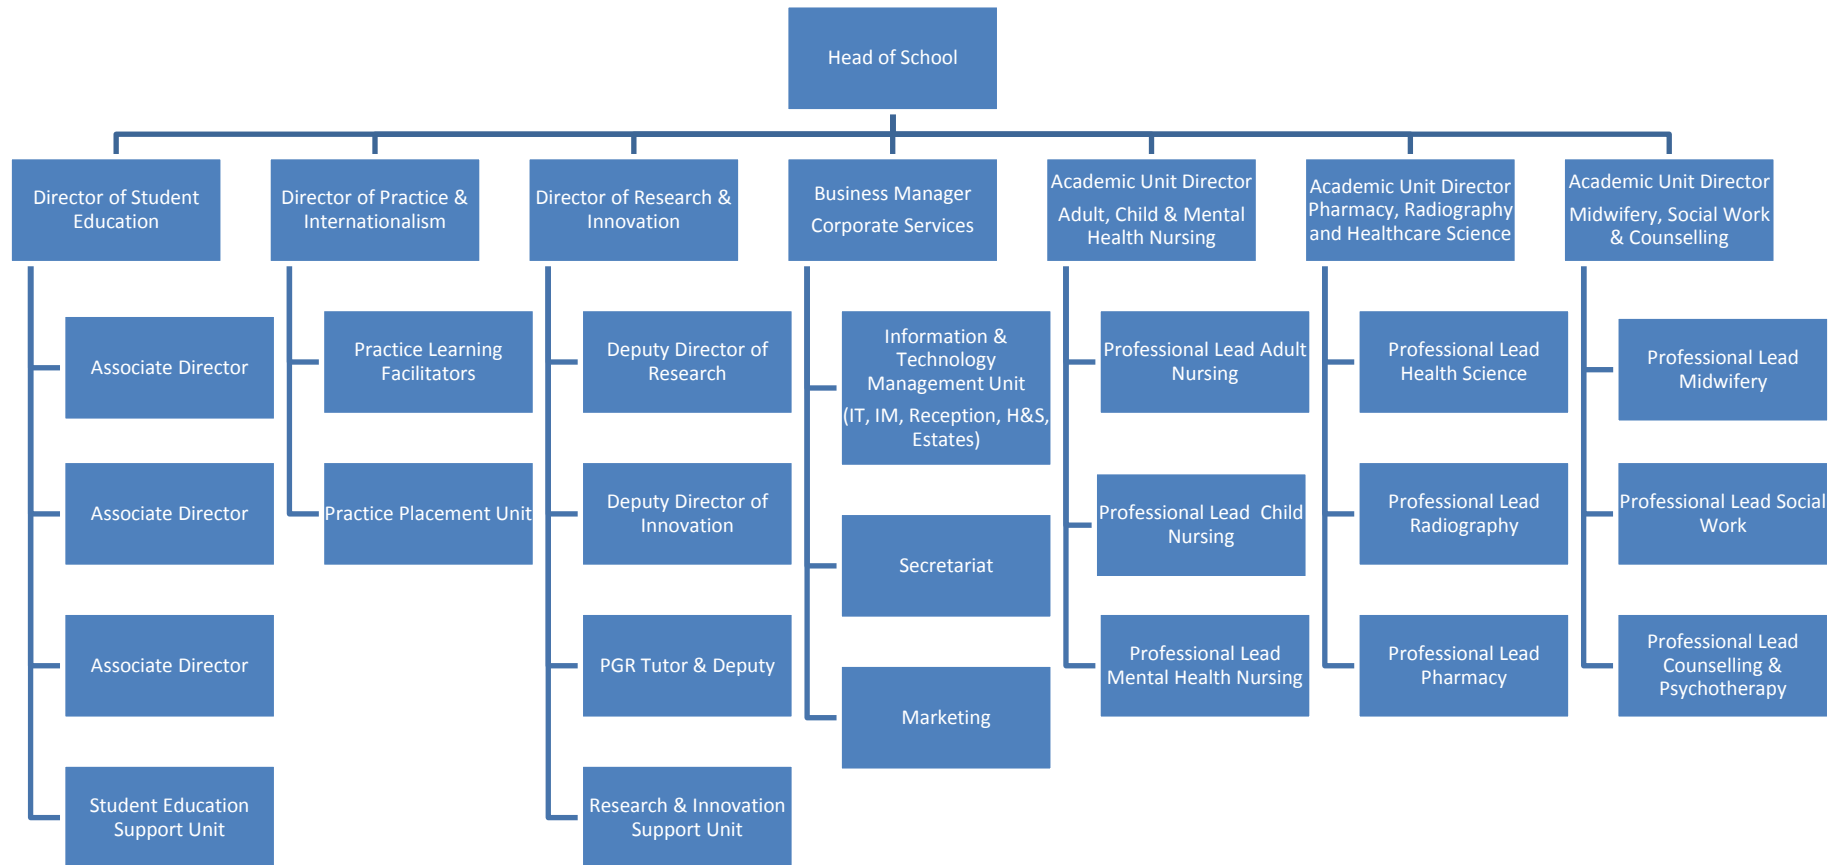 Head of School
Director of Student
Education
Director of Practice &
Internationalism
Director of Research &
Innovation
Business Manager
Corporate Services
Academic Unit Director
Adult, Child & Mental
Health Nursing
Academic Unit Director
Pharmacy, Radiography
and Healthcare Science
Academic Unit Director
Midwifery, Social Work
& Counselling
Associate Director
Associate Director
Associate Director
Student Education
Support Unit
Practice Learning
Facilitators
Practice Placement Unit
Deputy Director of
Research
Deputy Director of
Innovation
PGR Tutor & Deputy
Research & Innovation
Support Unit
Information &
Technology
Management Unit
(IT, IM, Reception, H&S,
Estates)
Secretariat
Marketing
Professional Lead Adult
Nursing
Professional Lead  Child
Nursing
Professional Lead
Mental Health Nursing
Professional Lead
Health Science
Professional Lead
Radiography
Professional Lead
Pharmacy
Professional Lead
Midwifery
Professional Lead Social
Work
Professional Lead
Counselling &
Psychotherapy